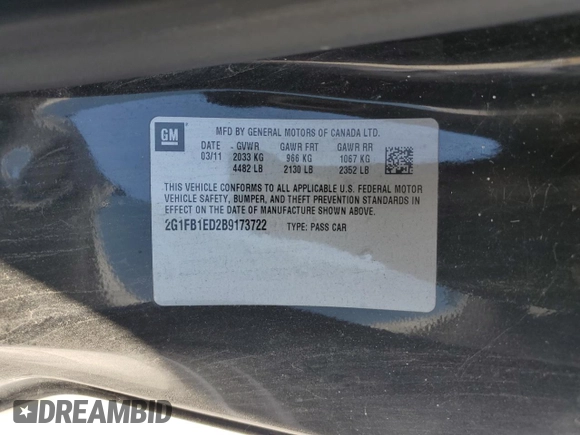 GM
MFD BY GENERAL MOTORS OF CANADA LTD.
DATE GVWR GAWR FRT GAWR RR
03/11 2033 KG 966 KG 1067 KG
4482 LB 2130 LB 2352 LB
THIS VEHICLE CONFORMS TO ALL APPLICABLE U.S. FEDERAL MOTOR
VEHICLE SAFETY, BUMPER, AND THEFT PREVENTION STANDARDS IN
EFFECT ON THE DATE OF MANUFACTURE SHOWN ABOVE.
2G1FB1ED2B9173722 TYPE: PASS CAR
DREAMBID